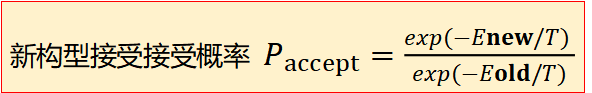 新构型接受接受概率 P_accept = exp(−Enew/T) / exp(−Eold/T)